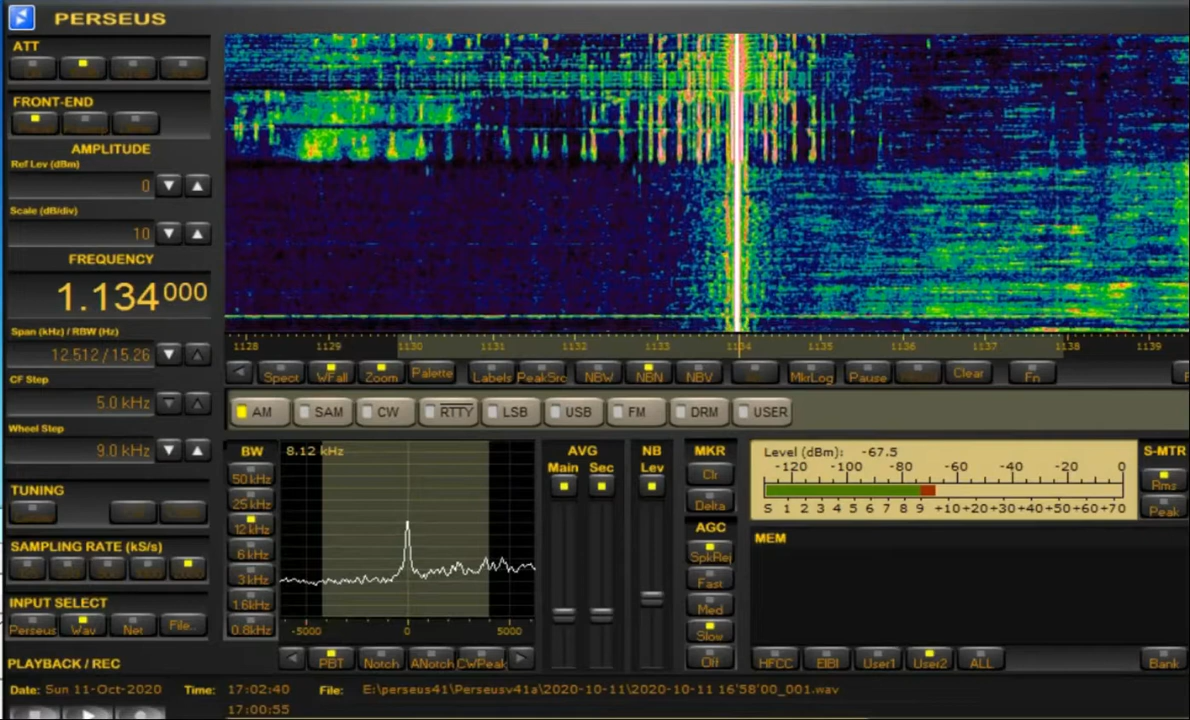 PERSEUS
ATT
FRONT-END
AMPLITUDE
Ref Lev (dBm)
0
Scale (dB/div)
10
FREQUENCY
1.134000
Span (kHz) / RBW (Hz)
12.512 / 15.26
CF Step
5.0 kHz
Wheel Step
9.0 kHz
TUNING
SAMPLING RATE (kS/s)
INPUT SELECT
Perseus Wav Net File..
PLAYBACK / REC
1128 1129 1130 1131 1132 1133 1134 1135 1136 1137 1138 1139
Spect WFall Zoom Palette Labels PeakSrc NBW NBN NBV MkrLog Pause Clear Fn
AM SAM CW RTTY LSB USB FM DRM USER
BW
50 kHz
25 kHz
12 kHz
6 kHz
3 kHz
1.6kHz
0.8kHz
8.12 kHz
-5000 0 5000
PBT Notch ANotch CWPeak
AVG
Main Sec
NB
Lev
MKR
Clr
Delta
AGC
SpkRej
Fast
Med
Slow
Off
Level (dBm): -67.5
-120 -100 -80 -60 -40 -20 0
S 1 2 3 4 5 6 7 8 9 +10+20+30+40+50+60+70
S-MTR
Rms
Peak
MEM
HFCC EIBI User1 User2 ALL Bank
Date: Sun 11-Oct-2020 Time: 17:02:40 File: E:\perseus41\Perseusv41a\2020-10-11\2020-10-11 16'58'00_001.wav
17:00:55